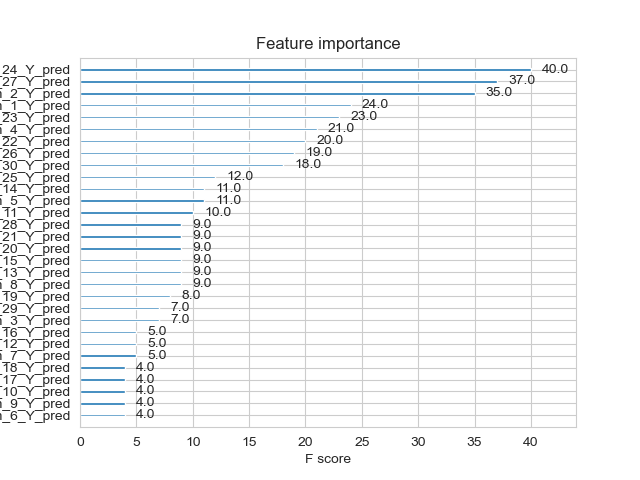 Feature importance
24_Y_pred 40.0
27_Y_pred 37.0
_2_Y_pred 35.0
_1_Y_pred 24.0
23_Y_pred 23.0
_4_Y_pred 21.0
22_Y_pred 20.0
26_Y_pred 19.0
30_Y_pred 18.0
25_Y_pred 12.0
14_Y_pred 11.0
_5_Y_pred 11.0
11_Y_pred 10.0
28_Y_pred 9.0
21_Y_pred 9.0
20_Y_pred 9.0
15_Y_pred 9.0
13_Y_pred 9.0
_8_Y_pred 9.0
19_Y_pred 8.0
29_Y_pred 7.0
_3_Y_pred 7.0
16_Y_pred 5.0
12_Y_pred 5.0
_7_Y_pred 5.0
18_Y_pred 4.0
17_Y_pred 4.0
10_Y_pred 4.0
_9_Y_pred 4.0
_6_Y_pred 4.0
0 5 10 15 20 25 30 35 40
F score